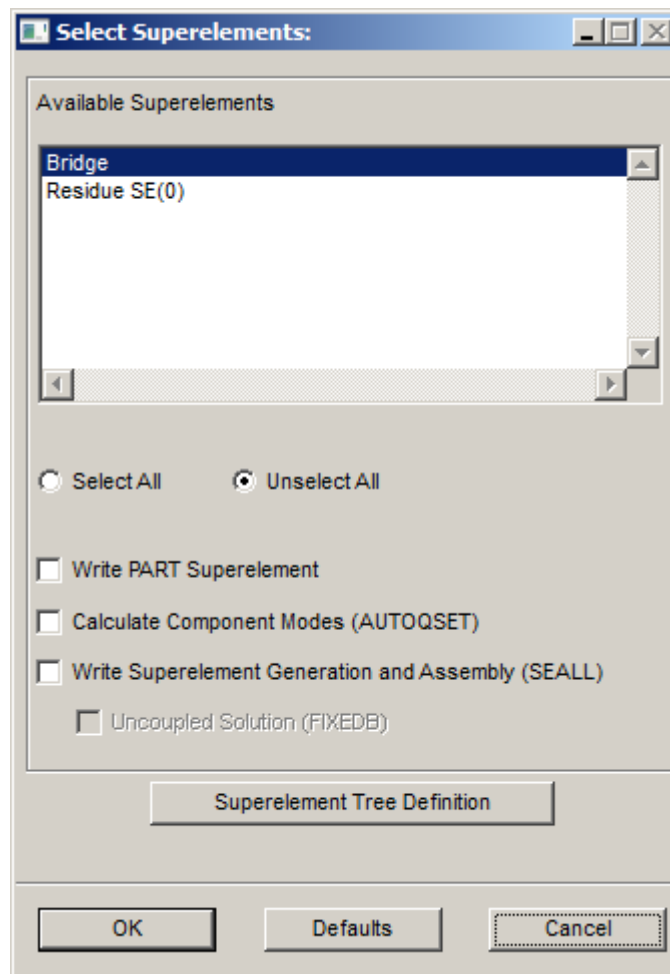 Select Superelements:
Available Superelements
Bridge
Residue SE(0)
Select All Unselect All
Write PART Superelement
Calculate Component Modes (AUTOQSET)
Write Superelement Generation and Assembly (SEALL)
Uncoupled Solution (FIXEDB)
Superelement Tree Definition
OK Defaults Cancel